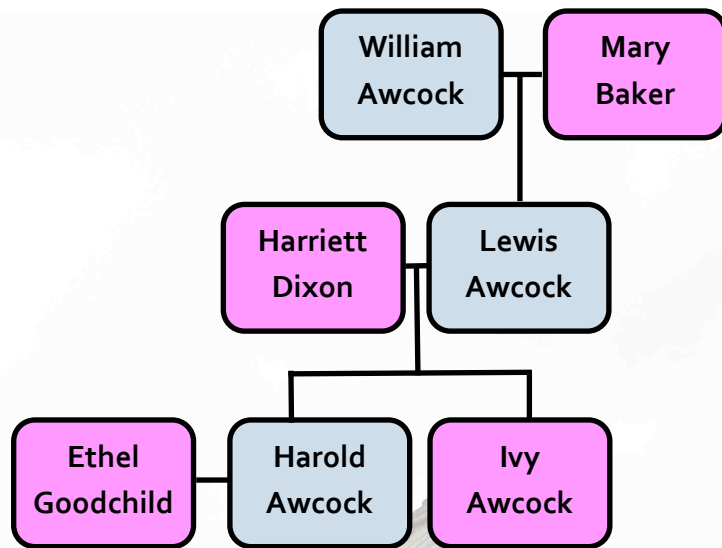 William
Awcock
Mary
Baker
Harriett
Dixon
Lewis
Awcock
Ethel
Goodchild
Harold
Awcock
Ivy
Awcock